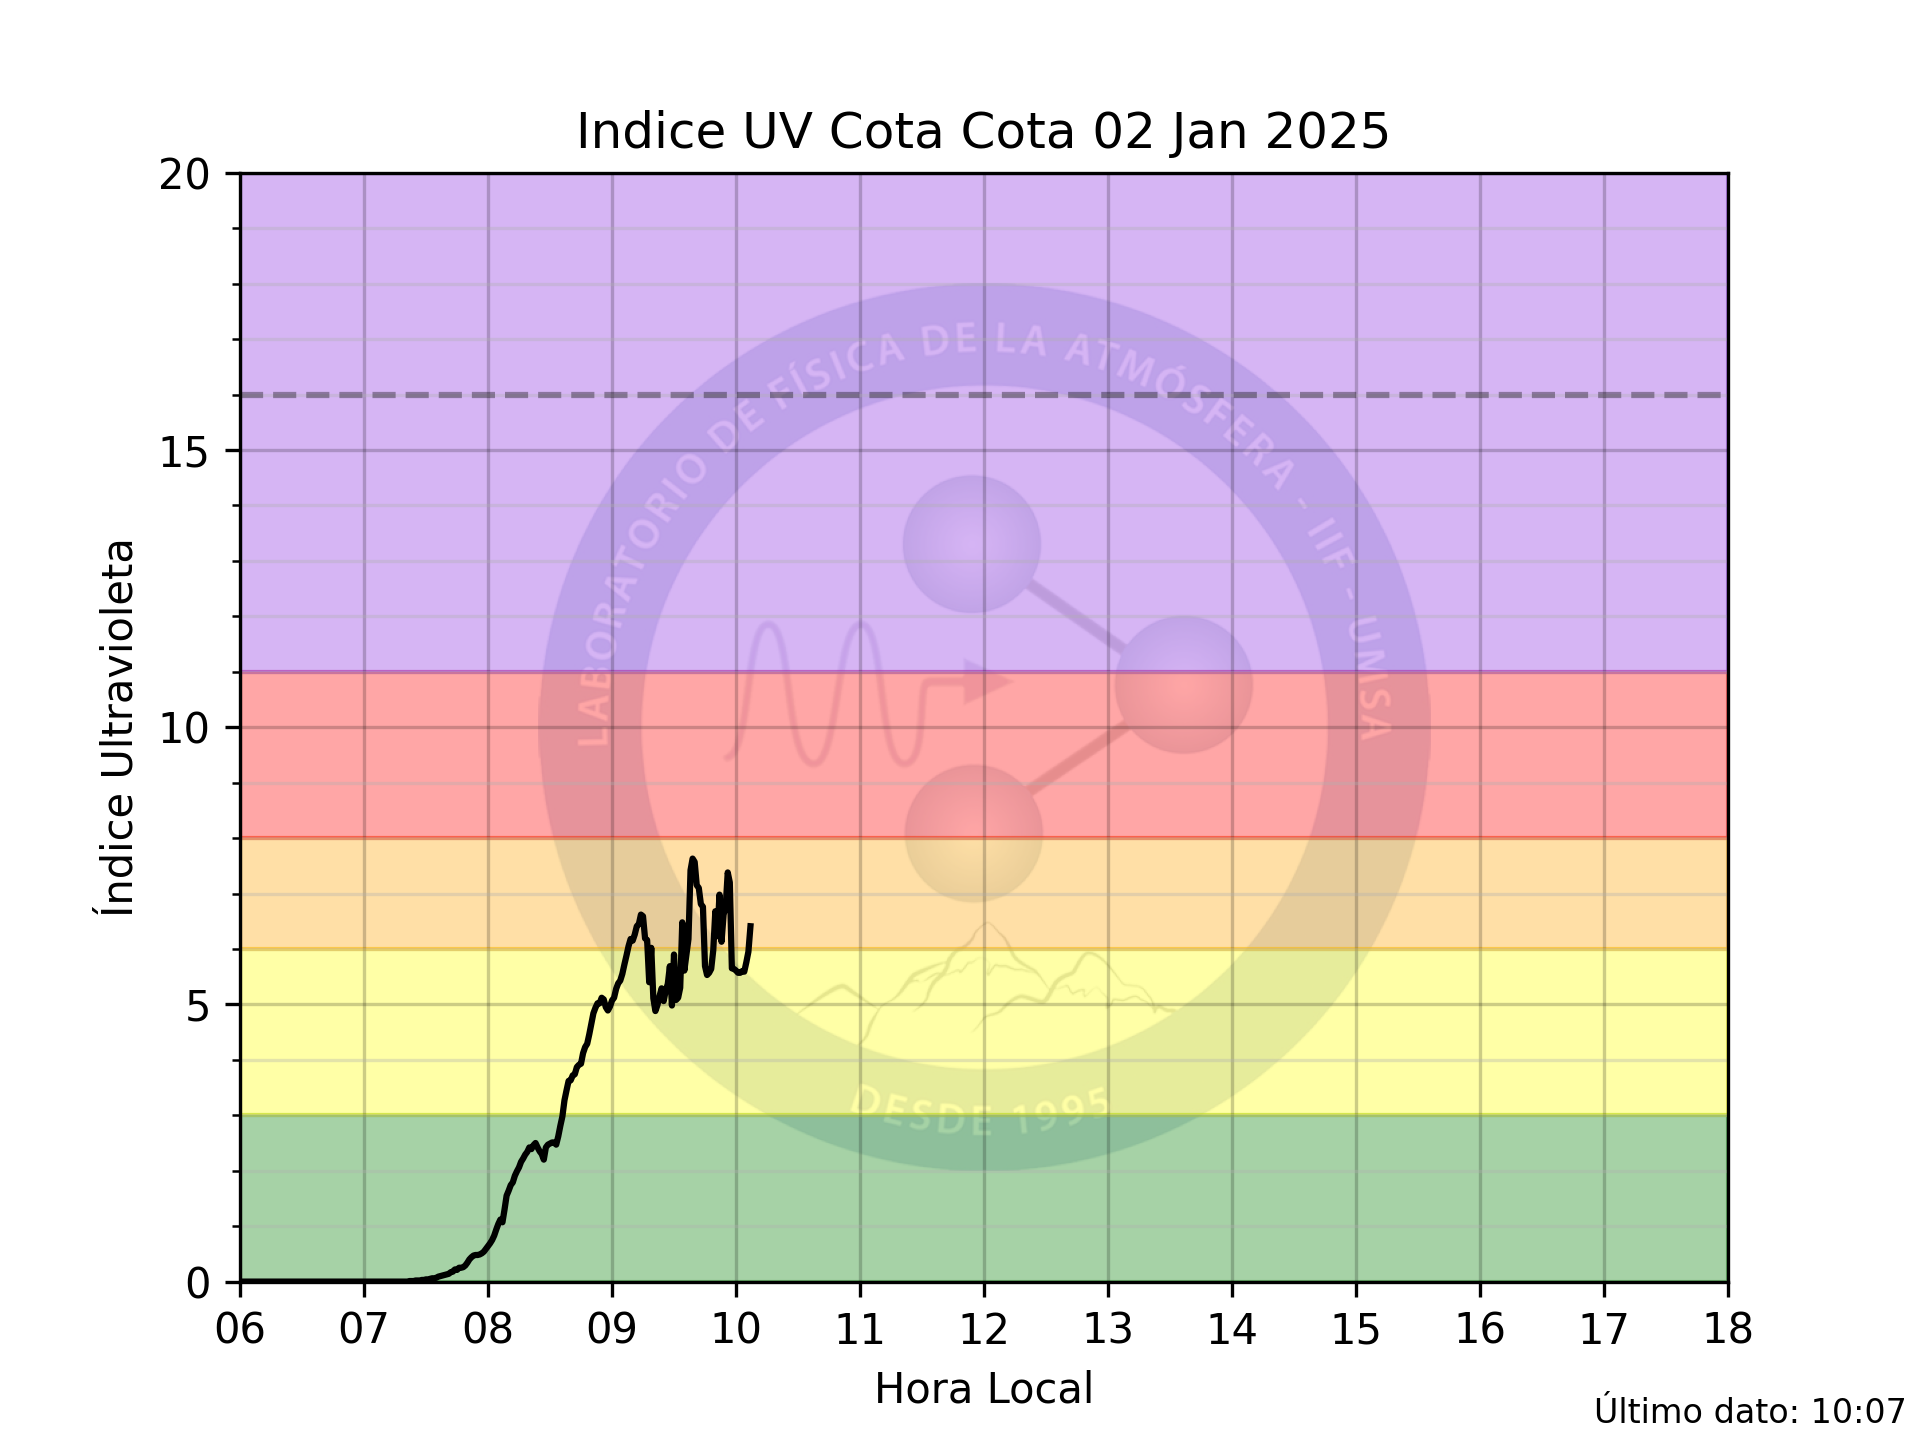 Indice UV Cota Cota 02 Jan 2025
20
15
10
5
0
Índice Ultravioleta
LABORATORIO DE FÍSICA DE LA ATMÓSFERA - IIF - UMSA
DESDE 1995
06 07 08 09 10 11 12 13 14 15 16 17 18
Hora Local
Último dato: 10:07